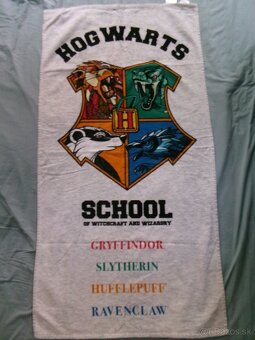 HOGWARTS
H
SCHOOL
OF WITCHCRAFT AND WIZARDRY
GRYFFINDOR
SLYTHERIN
HUFFLEPUFF
RAVENCLAW